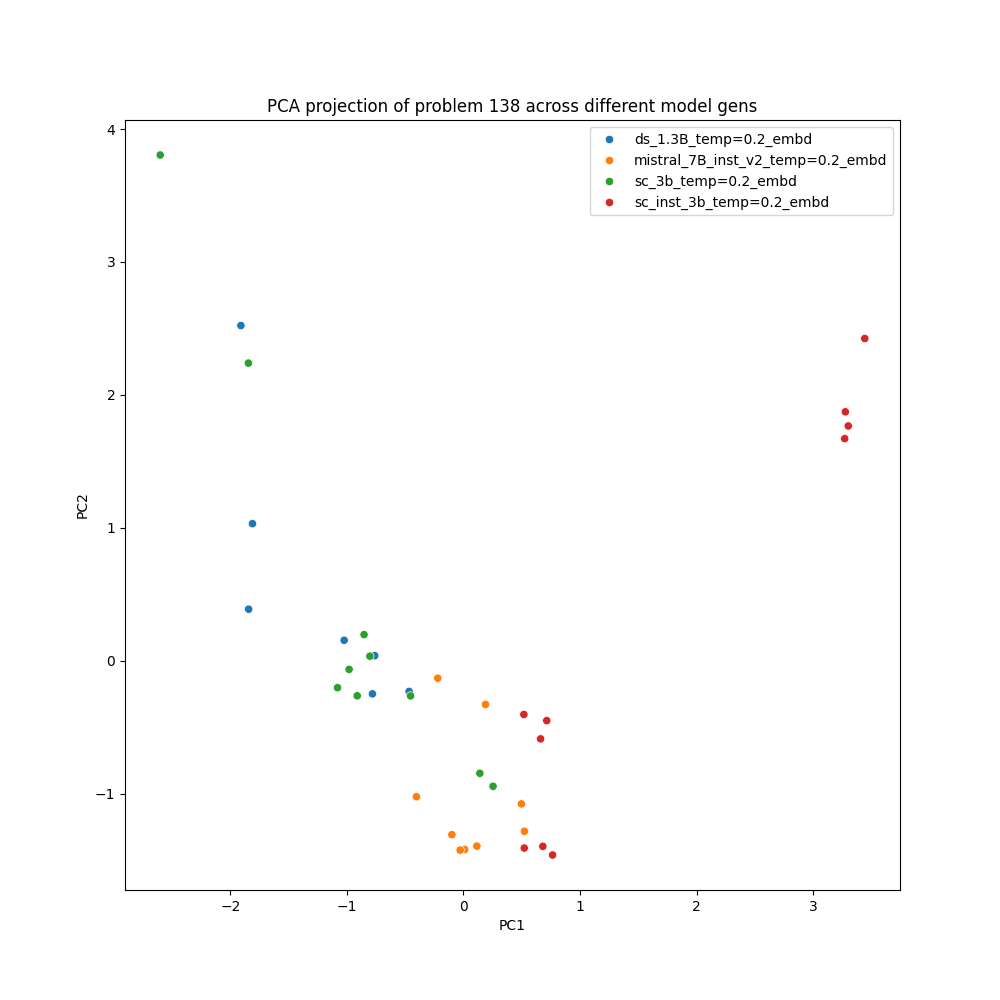 PCA projection of problem 138 across different model gens
ds_1.3B_temp=0.2_embd
mistral_7B_inst_v2_temp=0.2_embd
sc_3b_temp=0.2_embd
sc_inst_3b_temp=0.2_embd
4
3
2
1
0
−1
PC2
−2
−1
0
1
2
3
PC1